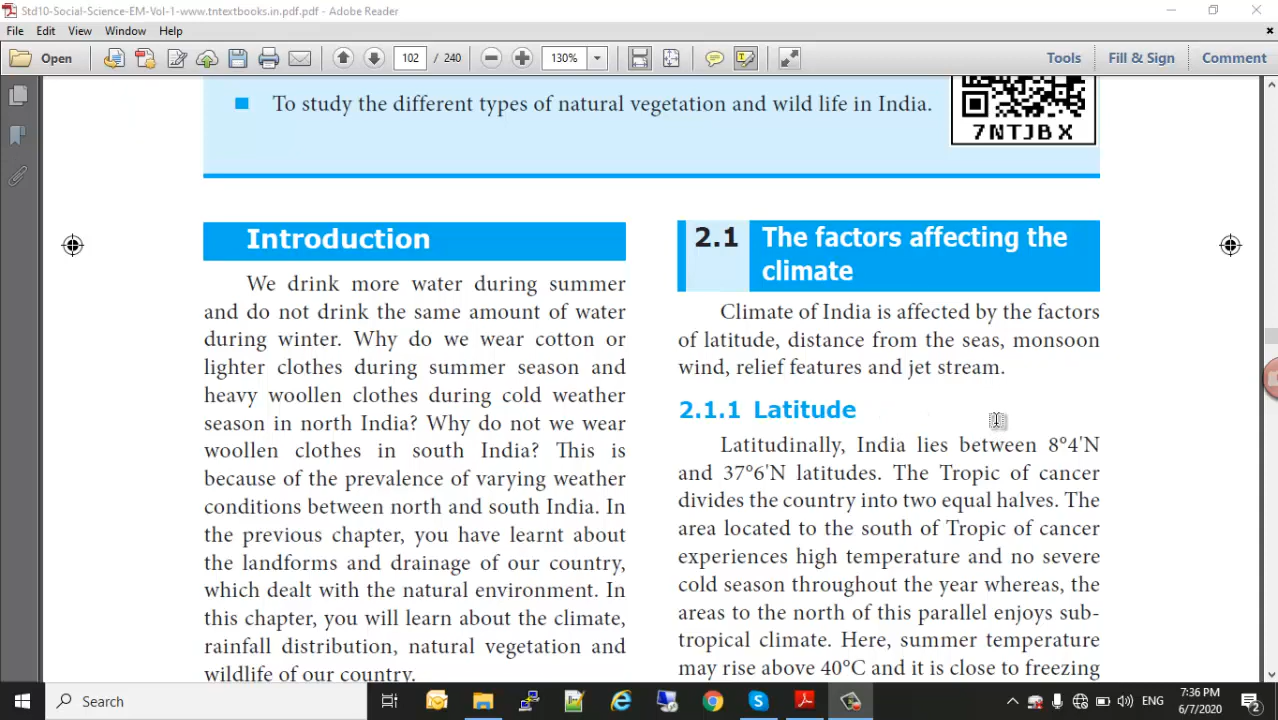 Std10-Social-Science-EM-Vol-1-www.tntextbooks.in.pdf.pdf - Adobe Reader
File Edit View Window Help
Open 102 / 240 130% Tools Fill & Sign Comment
To study the different types of natural vegetation and wild life in India.
7NTJBX
Introduction
We drink more water during summer
and do not drink the same amount of water
during winter. Why do we wear cotton or
lighter clothes during summer season and
heavy woollen clothes during cold weather
season in north India? Why do not we wear
woollen clothes in south India? This is
because of the prevalence of varying weather
conditions between north and south India. In
the previous chapter, you have learnt about
the landforms and drainage of our country,
which dealt with the natural environment. In
this chapter, you will learn about the climate,
rainfall distribution, natural vegetation and
wildlife of our country.
2.1 The factors affecting the
climate
Climate of India is affected by the factors
of latitude, distance from the seas, monsoon
wind, relief features and jet stream.
2.1.1 Latitude
Latitudinally, India lies between 8°4'N
and 37°6'N latitudes. The Tropic of cancer
divides the country into two equal halves. The
area located to the south of Tropic of cancer
experiences high temperature and no severe
cold season throughout the year whereas, the
areas to the north of this parallel enjoys sub-
tropical climate. Here, summer temperature
may rise above 40°C and it is close to freezing
Search
ENG
7:36 PM
6/7/2020
2